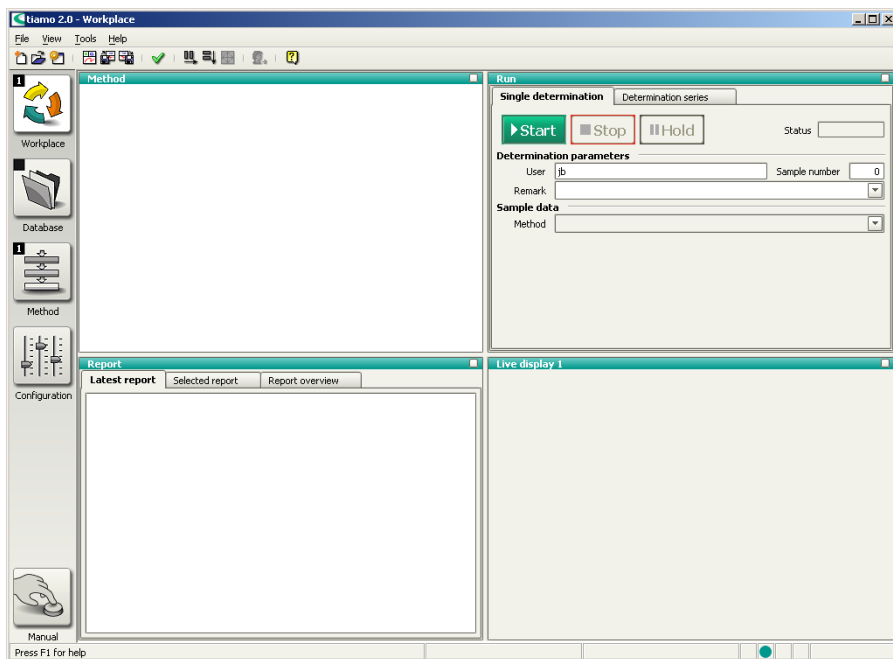 tiamo 2.0 - Workplace
File View Tools Help
1
Workplace
Database
1
Method
Configuration
Manual
Method
Run
Single determination Determination series
Start Stop Hold Status
Determination parameters
User jb Sample number 0
Remark
Sample data
Method
Report
Latest report Selected report Report overview
Live display 1
Press F1 for help